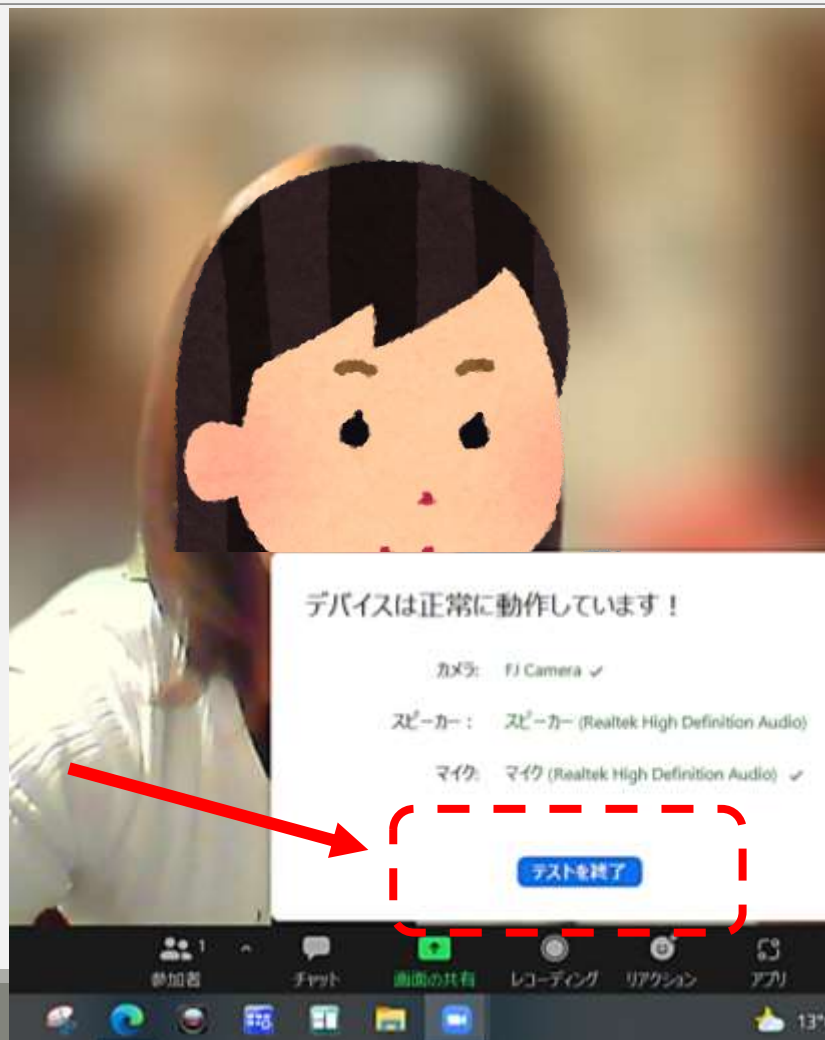 デバイスは正常に動作しています！
カメラ: FJ Camera ✓
スピーカー： スピーカー (Realtek High Definition Audio)
マイク: マイク (Realtek High Definition Audio) ✓
テストを終了
1
参加者 チャット 画面の共有 レコーディング リアクション アプリ
13°